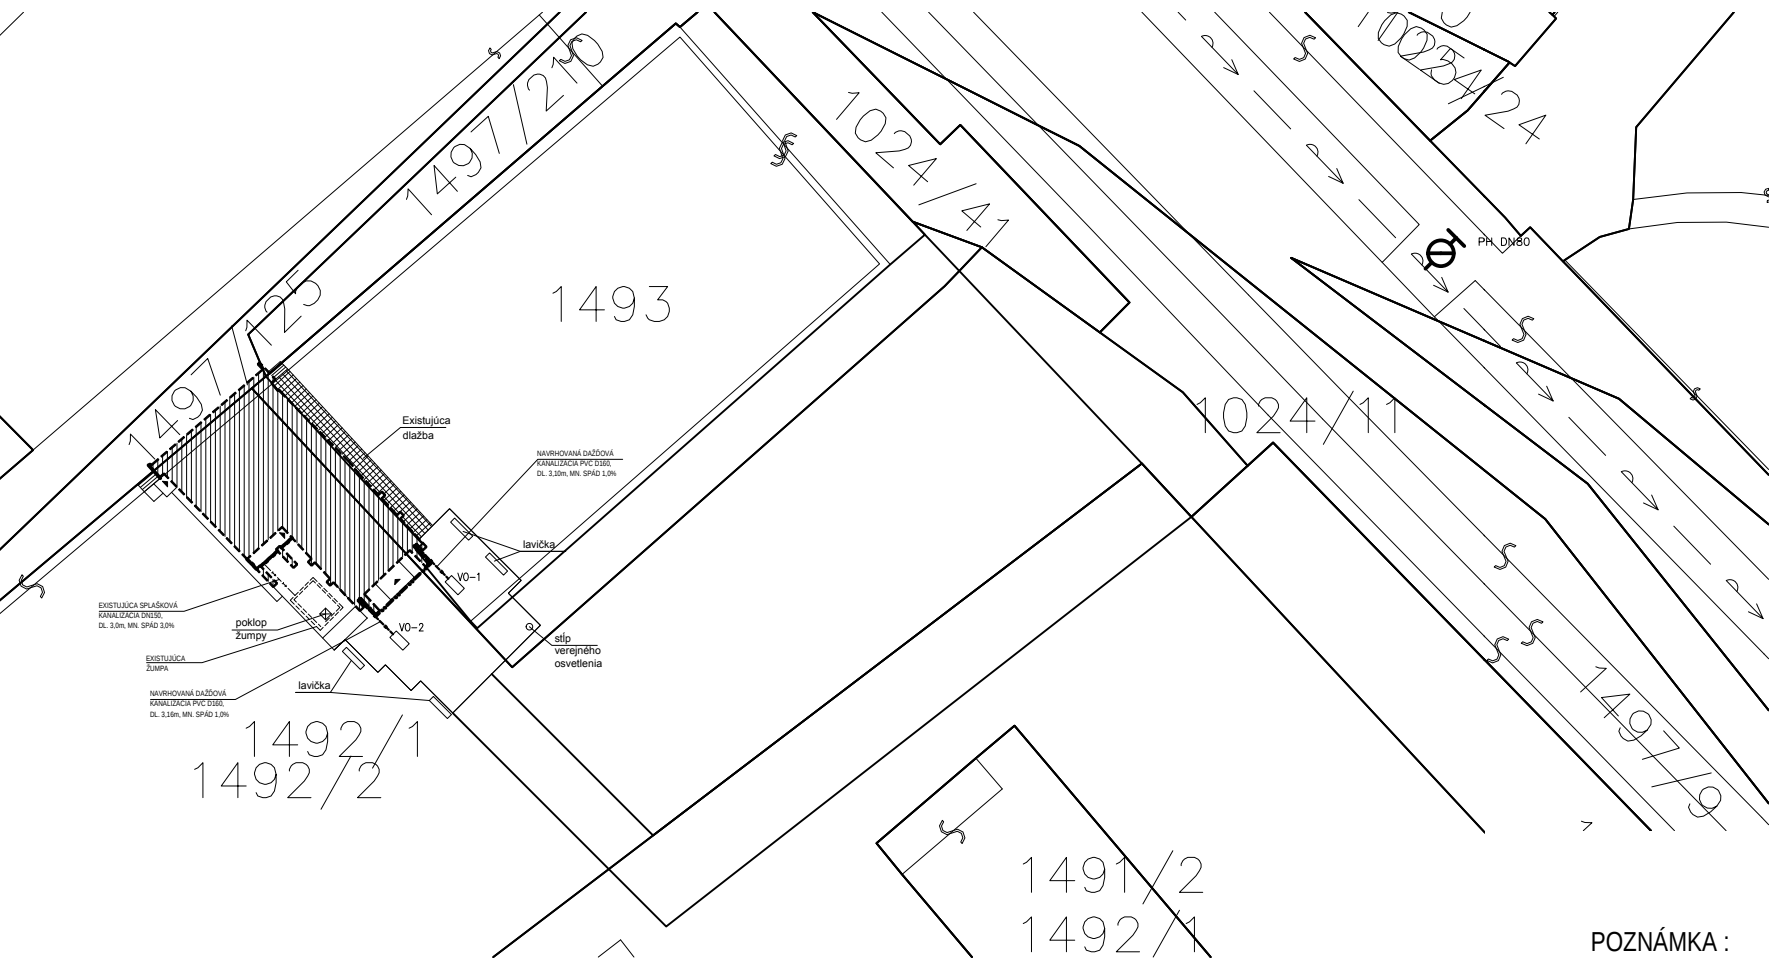 1497/210
1024/41
1024/24
PH DN80
1493
1497/125
1024/11
Existujúca
dlažba
NAVRHOVANÁ DAŽĎOVÁ
KANALIZACIA PVC D160,
DL. 3,10m, MN. SPÁD 1,0%
lavička
VO-1
EXISTUJÚCA SPLAŠKOVÁ
KANALIZÁCIA DN150,
DL. 3,0m, MN. SPÁD 3,0%
poklop
žumpy
VO-2
stĺp
verejného
osvetlenia
EXISTUJÚCA
ŽUMPA
NAVRHOVANÁ DAŽĎOVÁ
KANALIZACIA PVC D160,
DL. 3,16m, MN. SPÁD 1,0%
lavička
1492/1
1492/2
1497/9
1491/2
1492/1
POZNÁMKA :